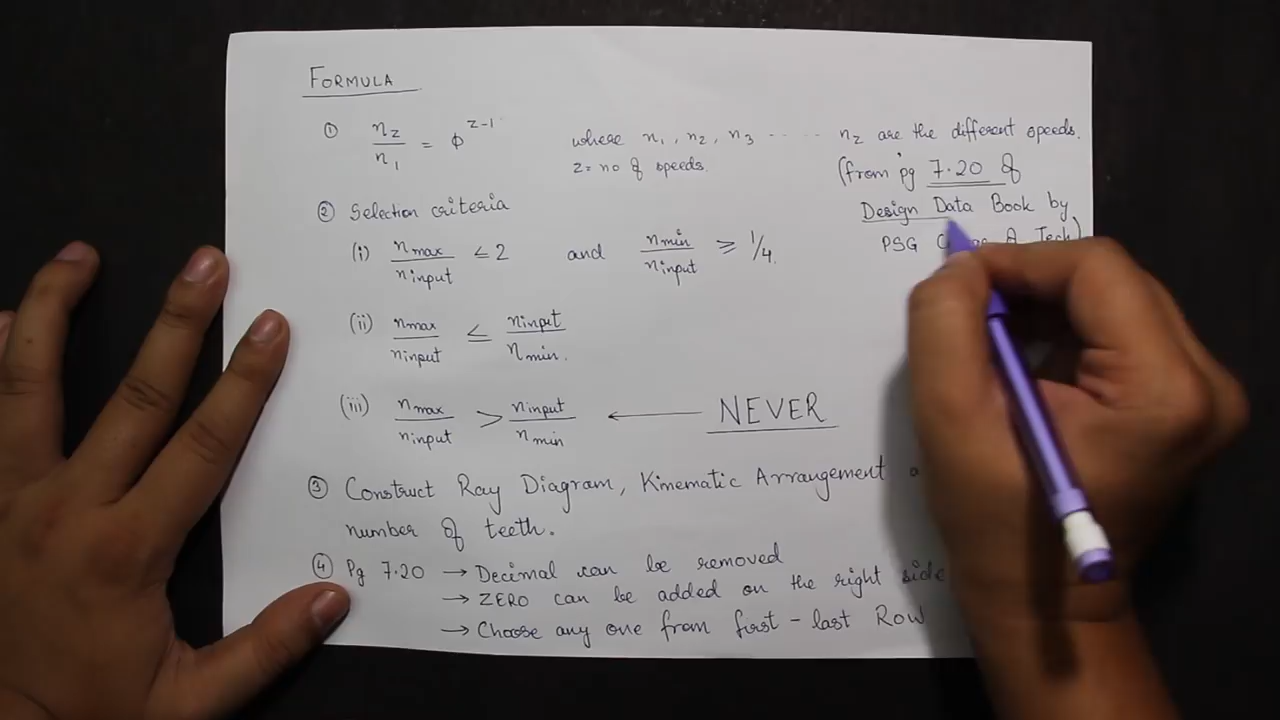 FORMULA
① nz/n1 = φ^z-1 where n1, n2, n3 ...... nz are the different speeds.
z = no of speeds.
(from pg 7.20 of
Design Data Book by
PSG Tech)
② Selection criteria
(i) nmax/ninput ≤ 2 and nmin/ninput ≥ 1/4.
(ii) nmax/ninput ≤ ninput/nmin.
(iii) nmax/ninput > ninput/nmin ← NEVER
③ Construct Ray Diagram, Kinematic Arrangement
number of teeth.
④ Pg 7.20 → Decimal can be removed
→ ZERO can be added on the right side
→ Choose any one from first - last Row